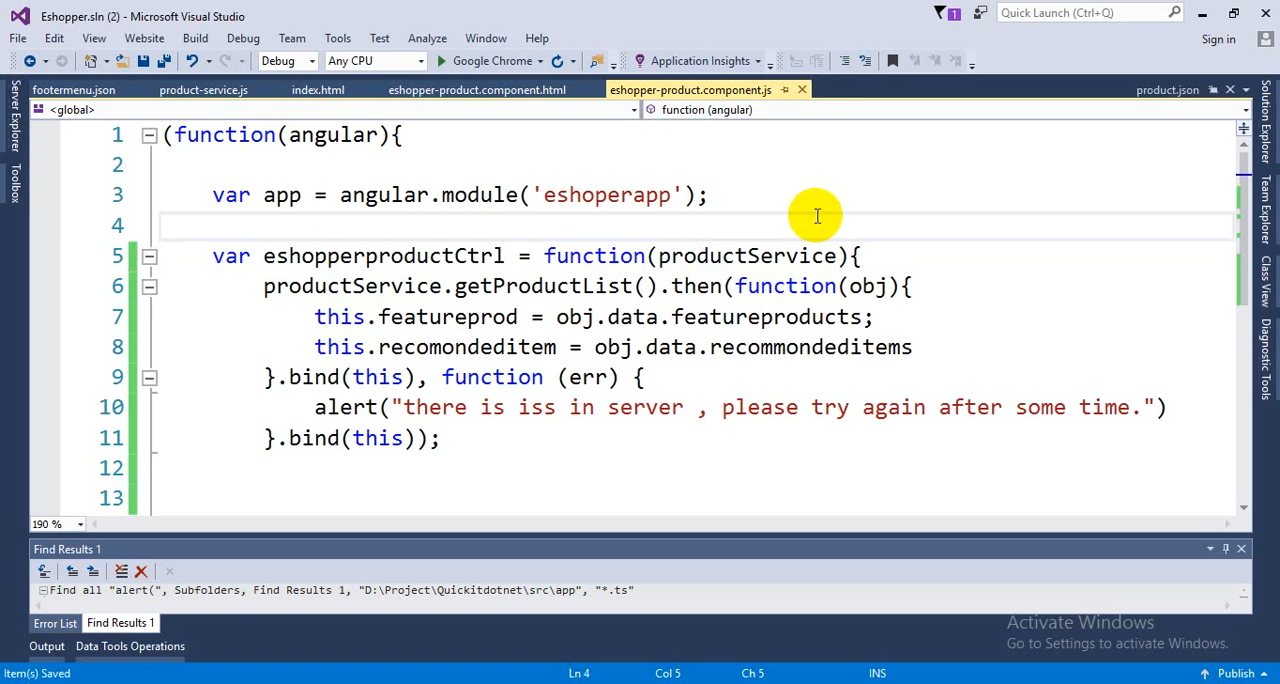 Eshopper.sln (2) - Microsoft Visual Studio
1
Quick Launch (Ctrl+Q)
File Edit View Website Build Debug Team Tools Test Analyze Window Help
Sign in
Debug Any CPU Google Chrome Application Insights
footermenu.json product-service.js index.html eshopper-product.component.html eshopper-product.component.js product.json
<global> function (angular)
Server Explorer
Toolbox
Solution Explorer
Team Explorer
Class View
Diagnostic Tools
1 (function(angular){
2
3 var app = angular.module('eshoperapp');
4
5 var eshopperproductCtrl = function(productService){
6 productService.getProductList().then(function(obj){
7 this.featureprod = obj.data.featureproducts;
8 this.recomondeditem = obj.data.recommondeditems
9 }.bind(this), function (err) {
10 alert("there is iss in server , please try again after some time.")
11 }.bind(this));
12
13
190 %
Find Results 1
Find all "alert(", Subfolders, Find Results 1, "D:\Project\Quickitdotnet\src\app", "*.ts"
Error List Find Results 1
Output Data Tools Operations
Activate Windows
Go to Settings to activate Windows.
Item(s) Saved Ln 4 Col 5 Ch 5 INS Publish